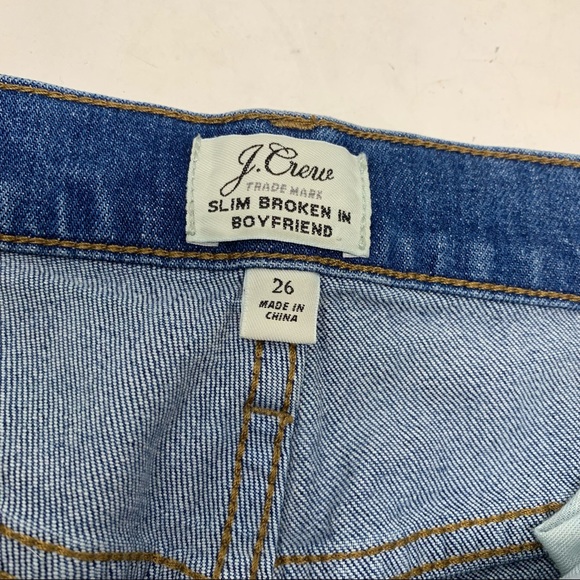 J.Crew
TRADE MARK
SLIM BROKEN IN
BOYFRIEND
26
MADE IN
CHINA